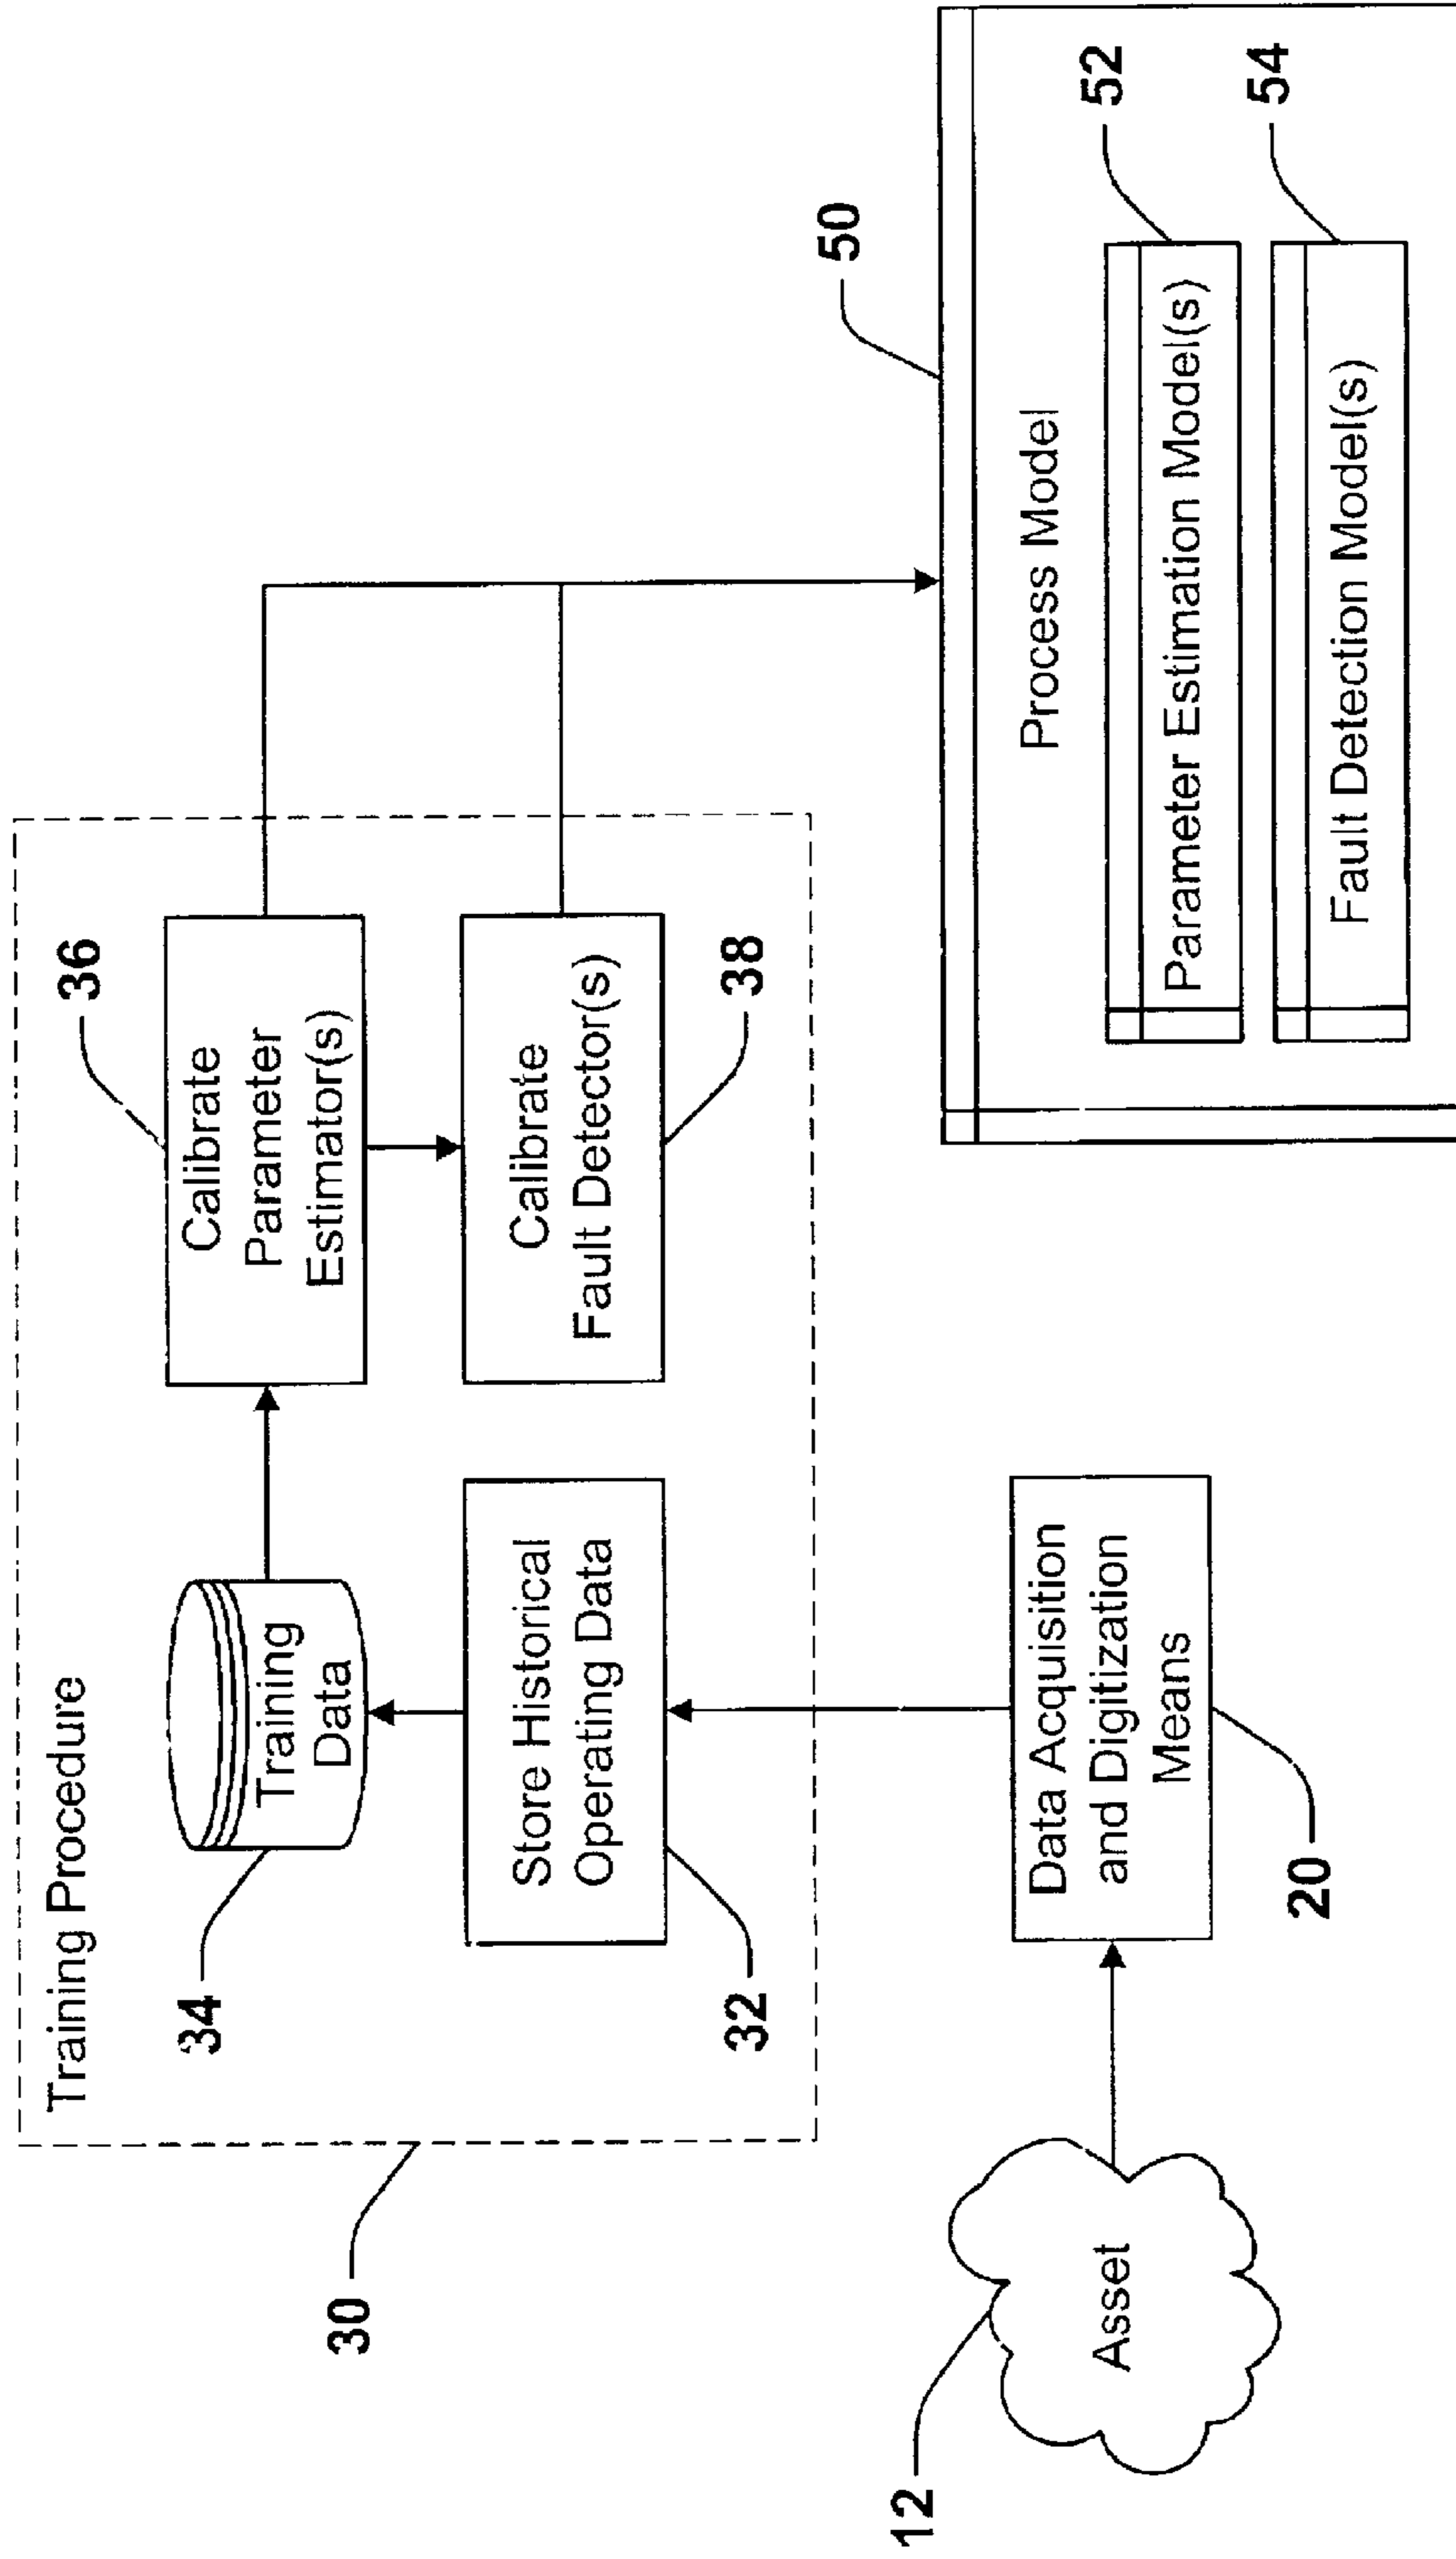 Training Procedure
30
34
Training
Data
36
Calibrate
Parameter
Estimator(s)
32
Store Historical
Operating Data
38
Calibrate
Fault Detector(s)
12
Asset
20
Data Acquisition
and Digitization
Means
50
Process Model
52
Parameter Estimation Model(s)
54
Fault Detection Model(s)